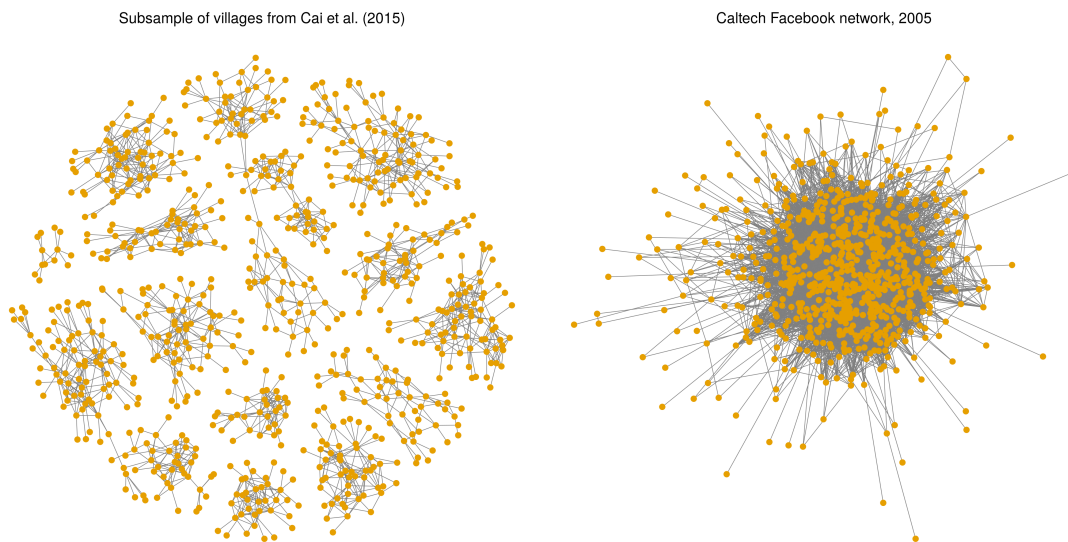 Subsample of villages from Cai et al. (2015)
Caltech Facebook network, 2005